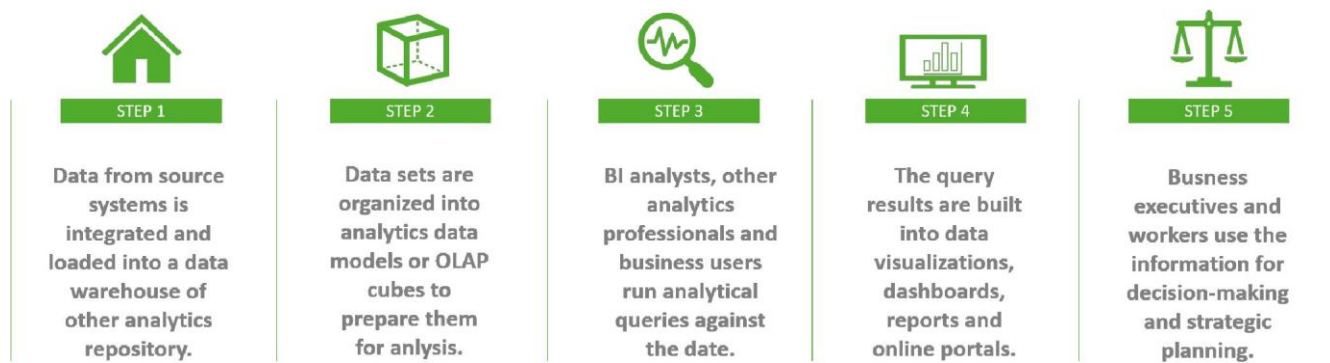 STEP 1
Data from source
systems is
integrated and
loaded into a data
warehouse of
other analytics
repository.
STEP 2
Data sets are
organized into
analytics data
models or OLAP
cubes to
prepare them
for anlysis.
STEP 3
BI analysts, other
analytics
professionals and
business users
run analytical
queries against
the date.
STEP 4
The query
results are built
into data
visualizations,
dashboards,
reports and
online portals.
STEP 5
Busness
executives and
workers use the
information for
decision-making
and strategic
planning.